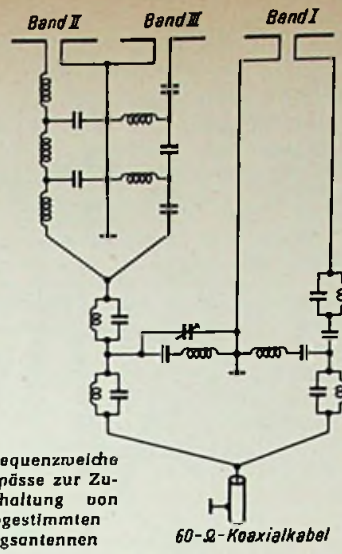 Band II Band III Band I
equenzweiche
pässe zur Zu-
haltung von
gestimmten
gsantennen
60-Ω-Koaxialkabel